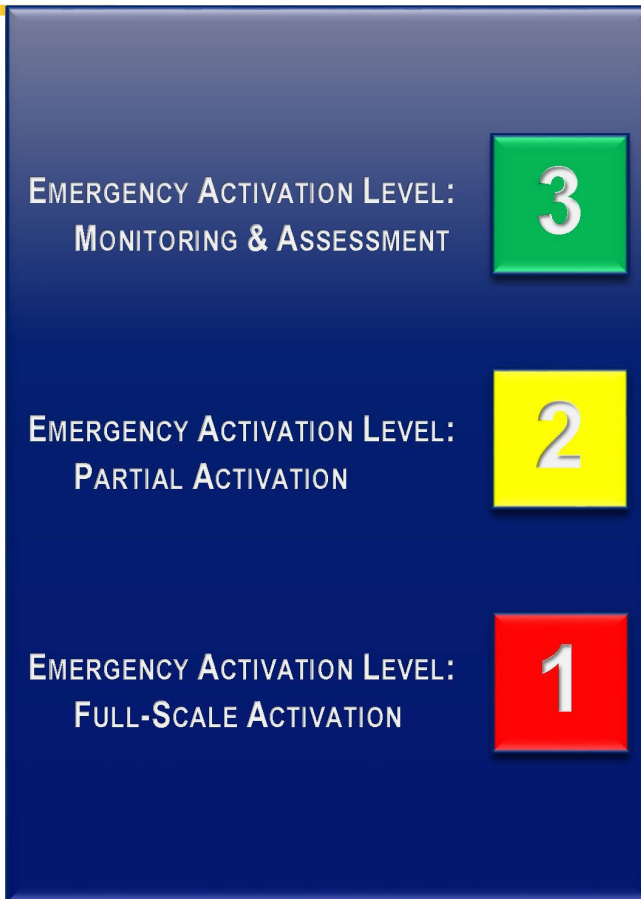 EMERGENCY ACTIVATION LEVEL:
MONITORING & ASSESSMENT
3
EMERGENCY ACTIVATION LEVEL:
PARTIAL ACTIVATION
2
EMERGENCY ACTIVATION LEVEL:
FULL-SCALE ACTIVATION
1